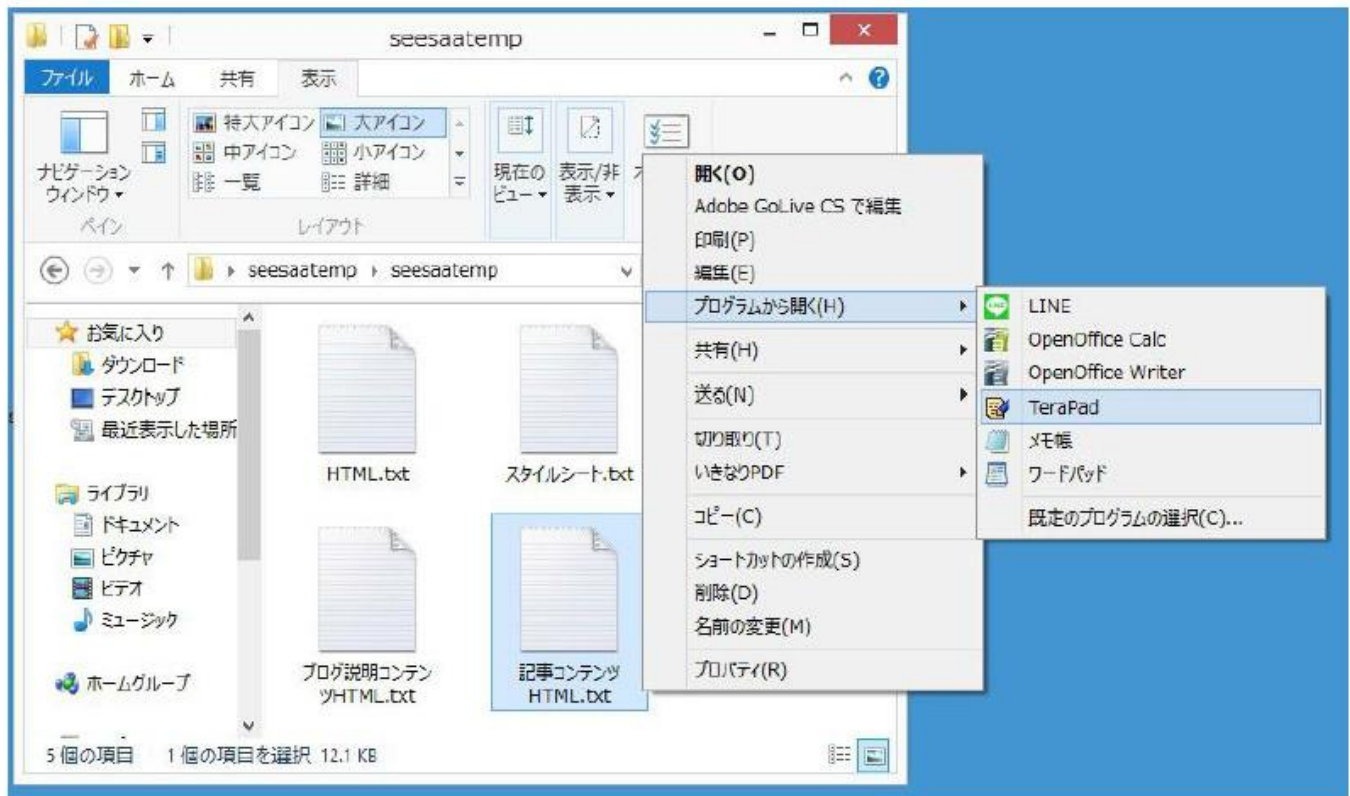 seesaatemp
ファイル ホーム 共有 表示
特大アイコン 大アイコン
中アイコン 小アイコン
一覧 詳細
ナビゲーション
ウィンドウ
現在の
ビュー
表示/非
表示
ペイン
レイアウト
seesaatemp seesaatemp
お気に入り
ダウンロード
デスクトップ
最近表示した場所
ライブラリ
ドキュメント
ピクチャ
ビデオ
ミュージック
ホームグループ
HTML.txt
スタイルシート.txt
ブログ説明コンテン
ツHTML.txt
記事コンテンツ
HTML.txt
5 個の項目 1 個の項目を選択 12.1 KB
開く(O)
Adobe GoLive CS で編集
印刷(P)
編集(E)
プログラムから開く(H)
共有(H)
送る(N)
切り取り(T)
いきなりPDF
コピー(C)
ショートカットの作成(S)
削除(D)
名前の変更(M)
プロパティ(R)
LINE
OpenOffice Calc
OpenOffice Writer
TeraPad
メモ帳
ワードパッド
既定のプログラムの選択(C)...